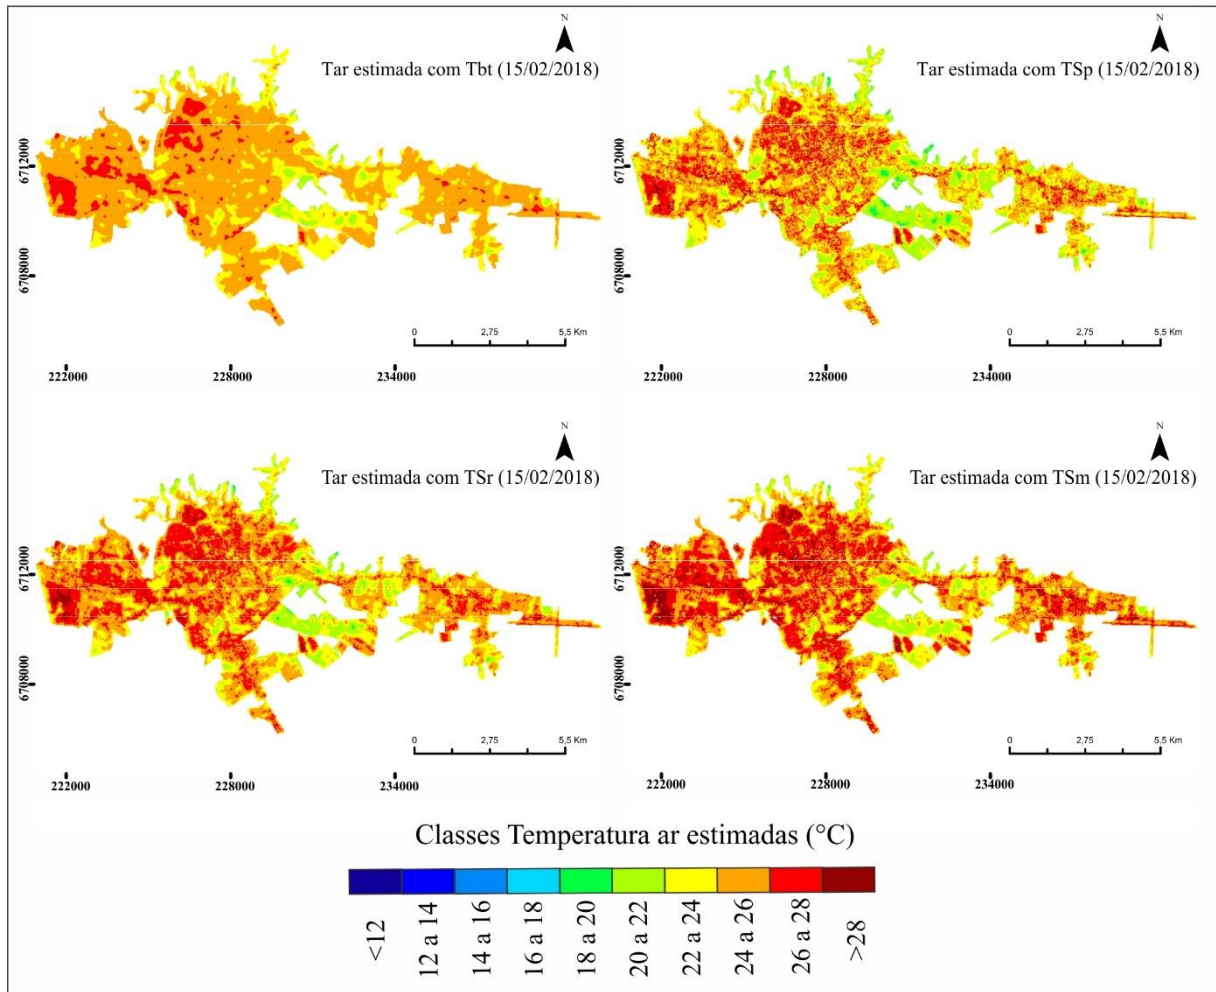 N
Tar estimada com Tbt (15/02/2018)
6712000
6708000
0 2,75 5,5 Km
222000 228000 234000
N
Tar estimada com TSp (15/02/2018)
6712000
6708000
0 2,75 5,5 Km
222000 228000 234000
N
Tar estimada com TSr (15/02/2018)
6712000
6708000
0 2,75 5,5 Km
222000 228000 234000
N
Tar estimada com TSm (15/02/2018)
6712000
6708000
0 2,75 5,5 Km
222000 228000 234000
Classes Temperatura ar estimadas (°C)
<12
12 a 14
14 a 16
16 a 18
18 a 20
20 a 22
22 a 24
24 a 26
26 a 28
>28